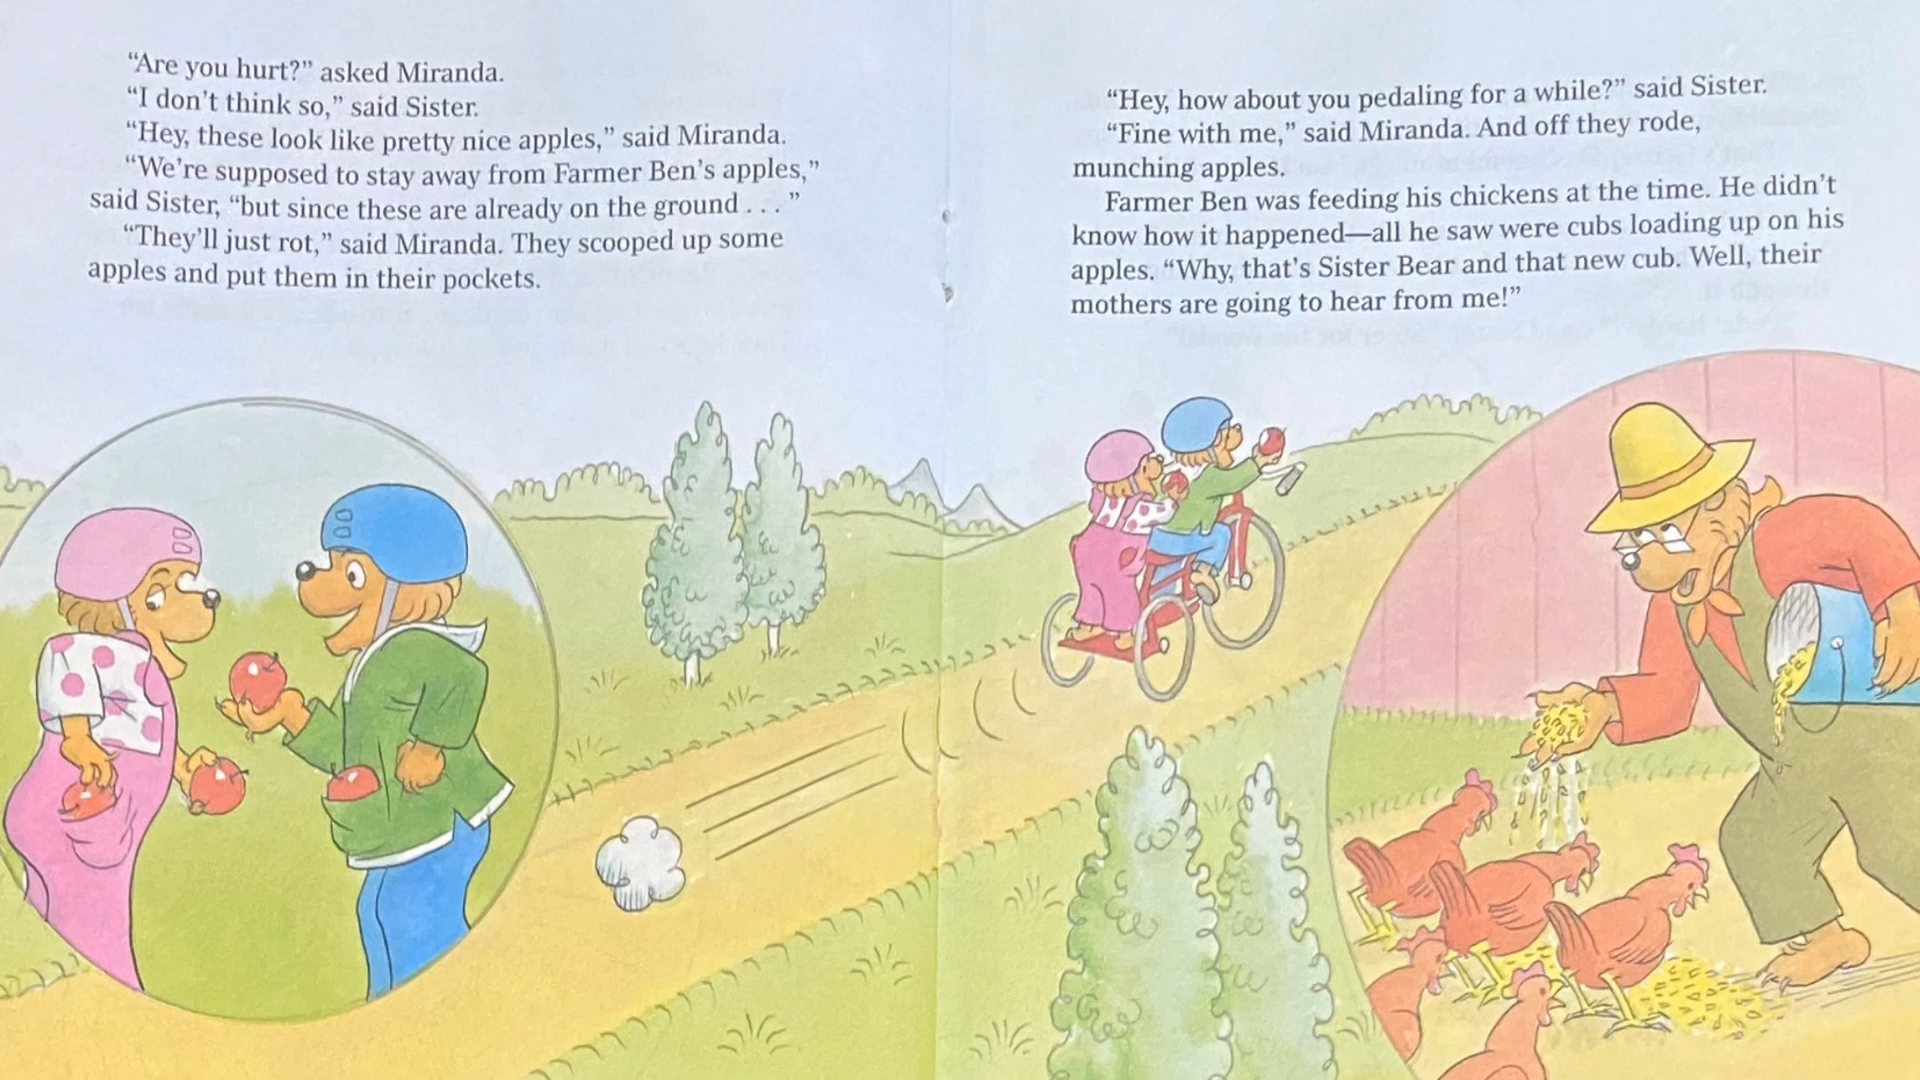 “Are you hurt?” asked Miranda.
“I don’t think so,” said Sister.
“Hey, these look like pretty nice apples,” said Miranda.
“We’re supposed to stay away from Farmer Ben’s apples,”
said Sister, “but since these are already on the ground . . . ”
“They’ll just rot,” said Miranda. They scooped up some
apples and put them in their pockets.
“Hey, how about you pedaling for a while?” said Sister.
“Fine with me,” said Miranda. And off they rode,
munching apples.
Farmer Ben was feeding his chickens at the time. He didn’t
know how it happened—all he saw were cubs loading up on his
apples. “Why, that’s Sister Bear and that new cub. Well, their
mothers are going to hear from me!”